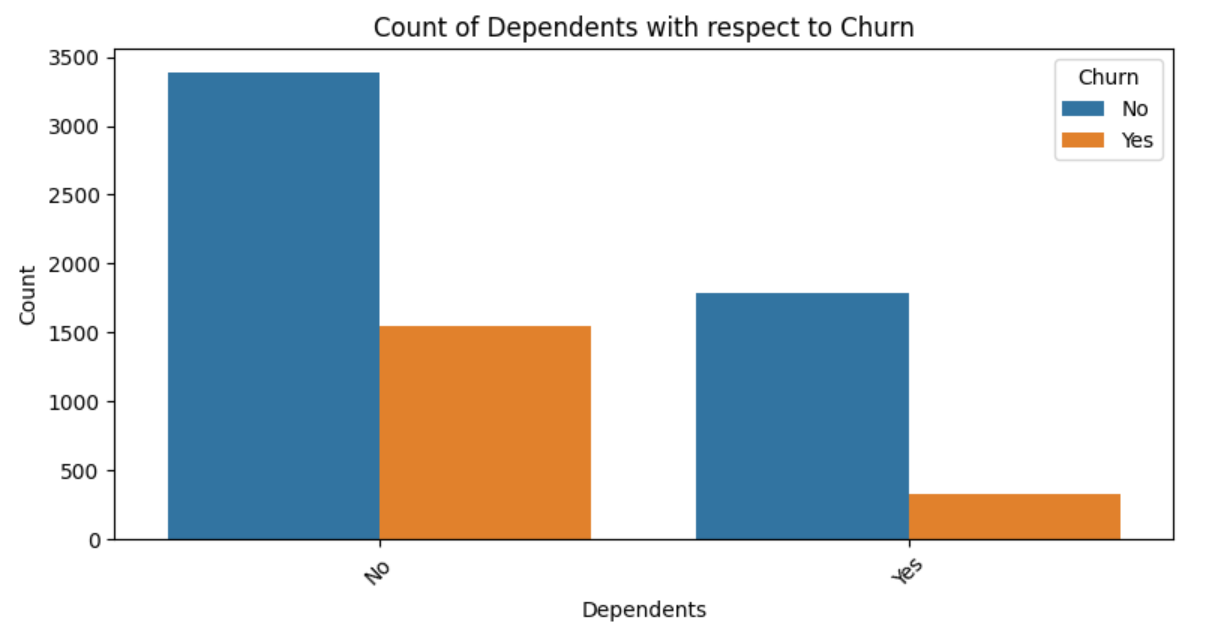 Count of Dependents with respect to Churn
Churn
No
Yes
Count
3500
3000
2500
2000
1500
1000
500
0
No
Yes
Dependents